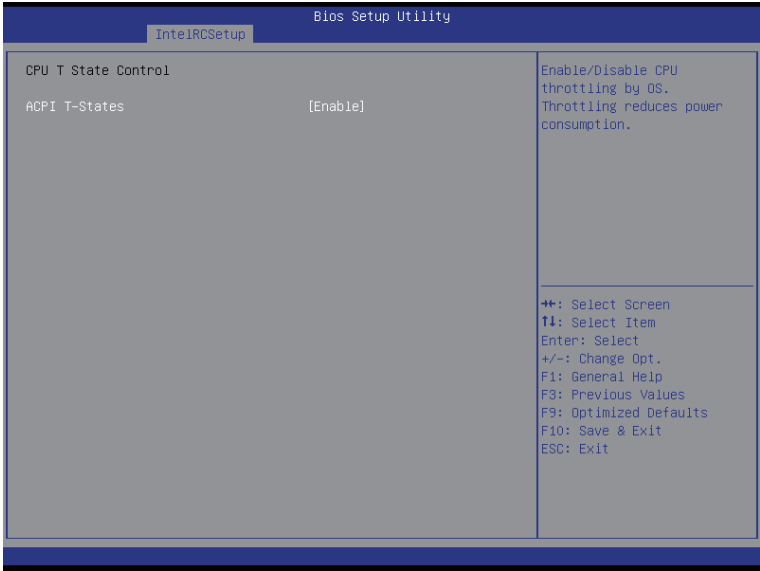 Bios Setup Utility
IntelRCSetup
CPU T State Control
ACPI T-States [Enable]
Enable/Disable CPU
throttling by OS.
Throttling reduces power
consumption.
→←: Select Screen
↑↓: Select Item
Enter: Select
+/-: Change Opt.
F1: General Help
F3: Previous Values
F9: Optimized Defaults
F10: Save & Exit
ESC: Exit